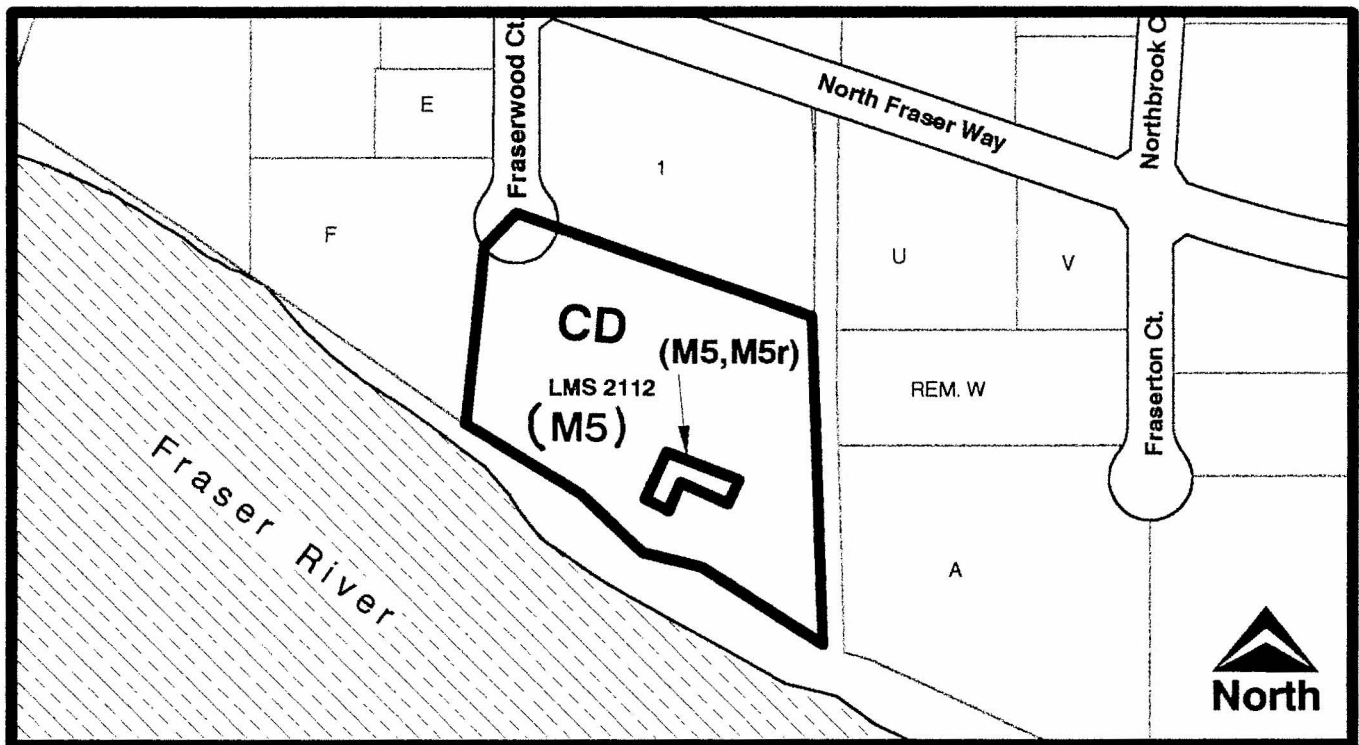 Fraserwood Ct.
North Fraser Way
Northbrook C
E
1
F
U
V
CD
(M5,M5r)
LMS 2112
(M5)
REM. W
Fraserton Ct.
Fraser River
A
North